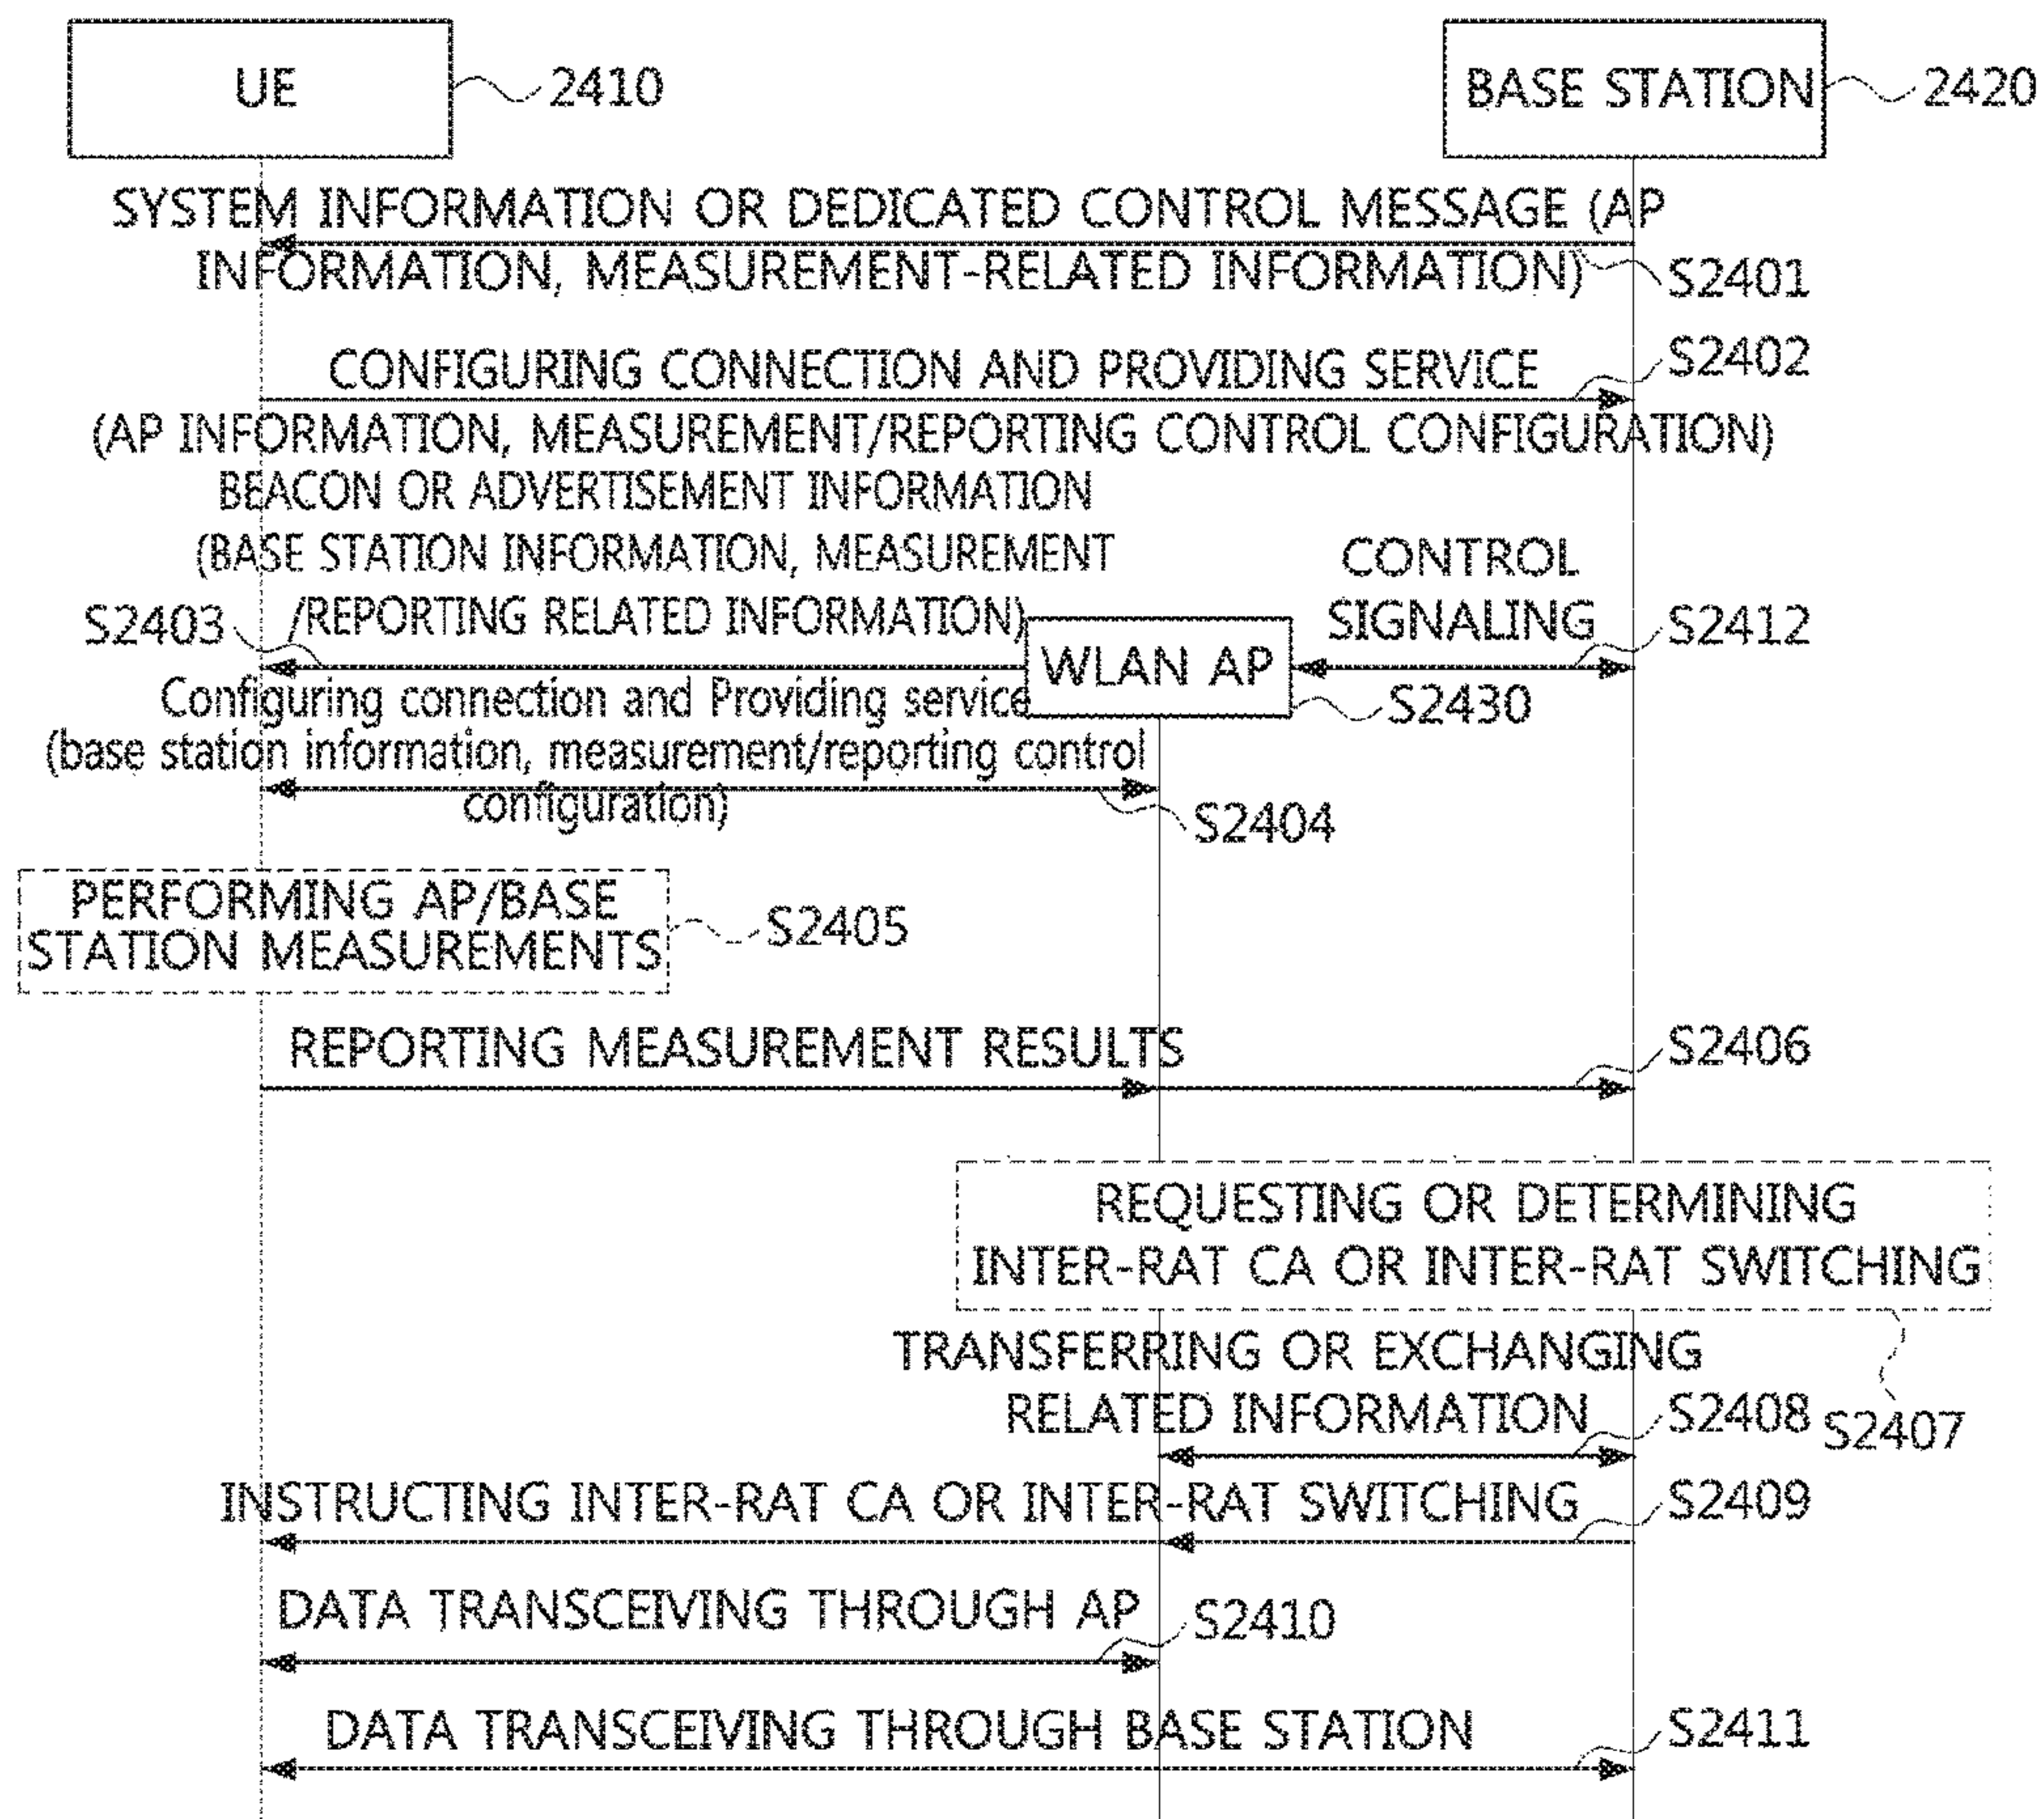 UE
2410
BASE STATION
2420
SYSTEM INFORMATION OR DEDICATED CONTROL MESSAGE (AP
INFORMATION, MEASUREMENT-RELATED INFORMATION)
S2401
CONFIGURING CONNECTION AND PROVIDING SERVICE
S2402
(AP INFORMATION, MEASUREMENT/REPORTING CONTROL CONFIGURATION)
BEACON OR ADVERTISEMENT INFORMATION
(BASE STATION INFORMATION, MEASUREMENT
/REPORTING RELATED INFORMATION)
S2403
CONTROL
SIGNALING
S2412
WLAN AP
S2430
Configuring connection and Providing service
(base station information, measurement/reporting control
configuration)
S2404
PERFORMING AP/BASE
STATION MEASUREMENTS
S2405
REPORTING MEASUREMENT RESULTS
S2406
REQUESTING OR DETERMINING
INTER-RAT CA OR INTER-RAT SWITCHING
S2407
TRANSFERRING OR EXCHANGING
RELATED INFORMATION
S2408
INSTRUCTING INTER-RAT CA OR INTER-RAT SWITCHING
S2409
DATA TRANSCEIVING THROUGH AP
S2410
DATA TRANSCEIVING THROUGH BASE STATION
S2411